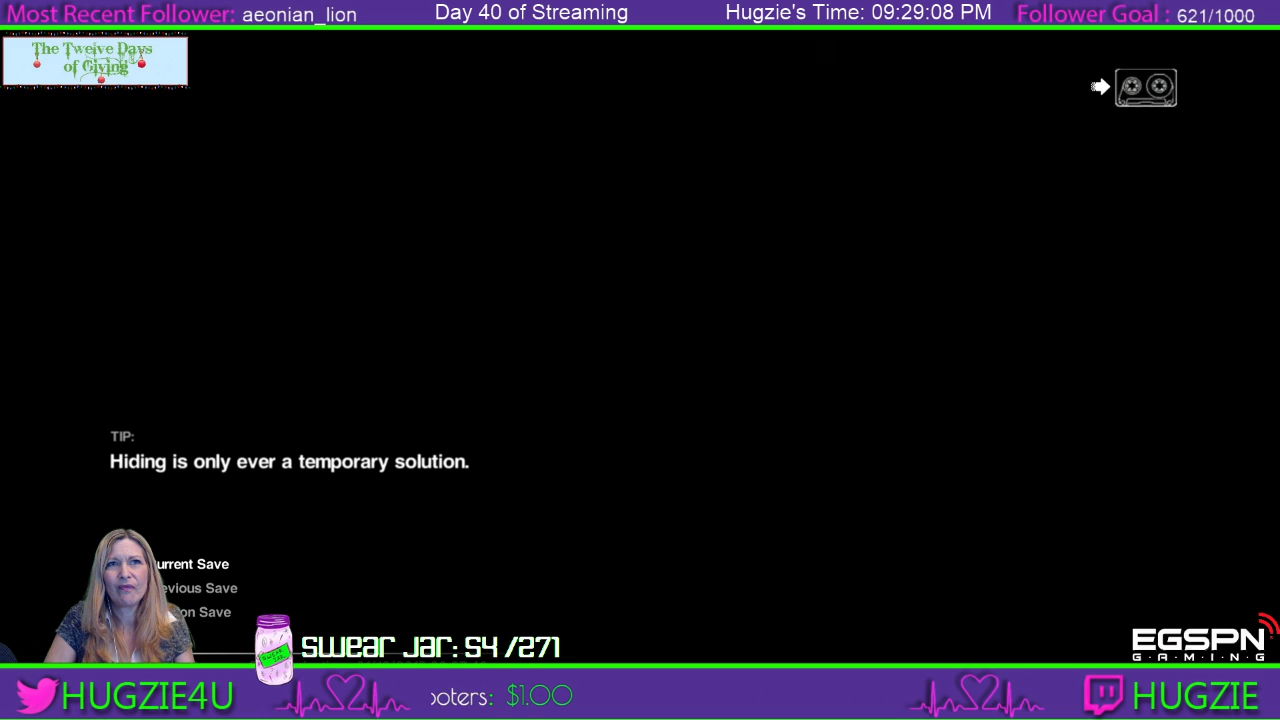 Most Recent Follower: aeonian_lion
Day 40 of Streaming
Hugzie's Time: 09:29:08 PM
Follower Goal : 621/1000
The Twelve Days
of Giving
TIP:
Hiding is only ever a temporary solution.
urrent Save
evious Save
on Save
SWEAR JAR: 54 /271
EGSPN
GAMING
HUGZIE4U
oters: $1.00
HUGZIE